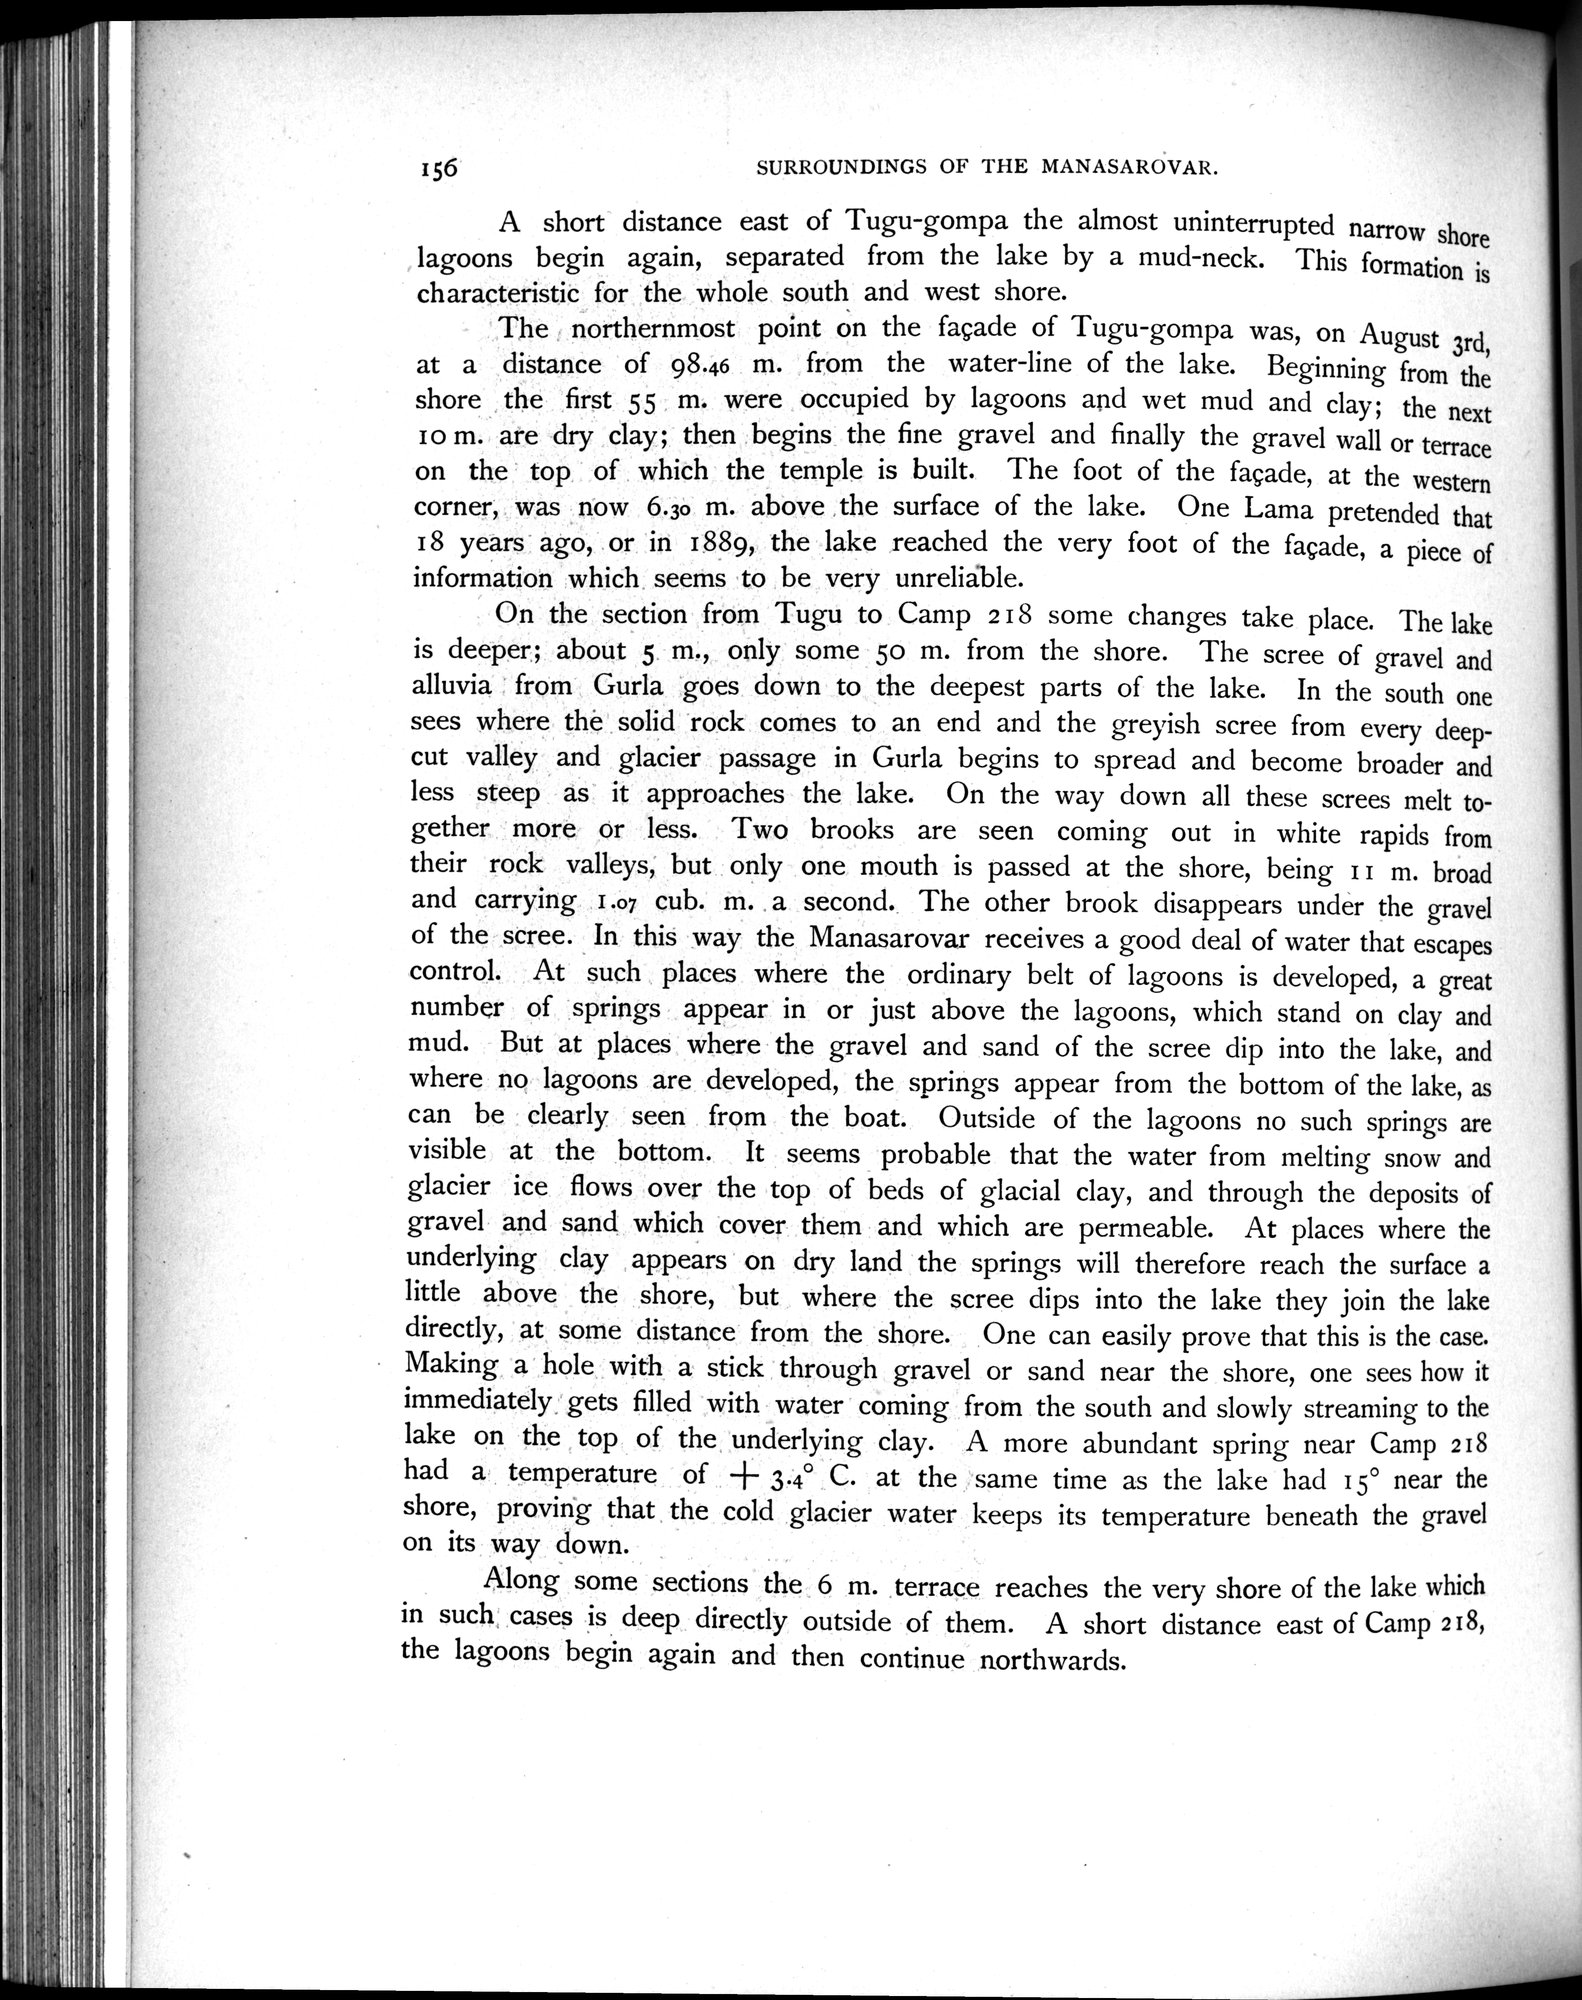 156 SURROUNDINGS OF THE MANASAROVAR.
A short distance east of Tugu-gompa the almost uninterrupted narrow shore
lagoons begin again, separated from the lake by a mud-neck. This formation is
characteristic for the whole south and west shore.
The northernmost point on the façade of Tugu-gompa was, on August 3rd,
at a distance of 98.46 m. from the water-line of the lake. Beginning from the
shore the first 55 m. were occupied by lagoons and wet mud and clay; the next
10 m. are dry clay; then begins the fine gravel and finally the gravel wall or terrace
on the top of which the temple is built. The foot of the façade, at the western
corner, was now 6.30 m. above the surface of the lake. One Lama pretended that
18 years ago, or in 1889, the lake reached the very foot of the façade, a piece of
information which seems to be very unreliable.
On the section from Tugu to Camp 218 some changes take place. The lake
is deeper; about 5 m., only some 50 m. from the shore. The scree of gravel and
alluvia from Gurla goes down to the deepest parts of the lake. In the south one
sees where the solid rock comes to an end and the greyish scree from every deep-
cut valley and glacier passage in Gurla begins to spread and become broader and
less steep as it approaches the lake. On the way down all these screes melt to-
gether more or less. Two brooks are seen coming out in white rapids from
their rock valleys, but only one mouth is passed at the shore, being 11 m. broad
and carrying 1.07 cub. m. a second. The other brook disappears under the gravel
of the scree. In this way the Manasarovar receives a good deal of water that escapes
control. At such places where the ordinary belt of lagoons is developed, a great
number of springs appear in or just above the lagoons, which stand on clay and
mud. But at places where the gravel and sand of the scree dip into the lake, and
where no lagoons are developed, the springs appear from the bottom of the lake, as
can be clearly seen from the boat. Outside of the lagoons no such springs are
visible at the bottom. It seems probable that the water from melting snow and
glacier ice flows over the top of beds of glacial clay, and through the deposits of
gravel and sand which cover them and which are permeable. At places where the
underlying clay appears on dry land the springs will therefore reach the surface a
little above the shore, but where the scree dips into the lake they join the lake
directly, at some distance from the shore. One can easily prove that this is the case.
Making a hole with a stick through gravel or sand near the shore, one sees how it
immediately gets filled with water coming from the south and slowly streaming to the
lake on the top of the underlying clay. A more abundant spring near Camp 218
had a temperature of + 3.4° C. at the same time as the lake had 15° near the
shore, proving that the cold glacier water keeps its temperature beneath the gravel
on its way down.
Along some sections the 6 m. terrace reaches the very shore of the lake which
in such cases is deep directly outside of them. A short distance east of Camp 218,
the lagoons begin again and then continue northwards.